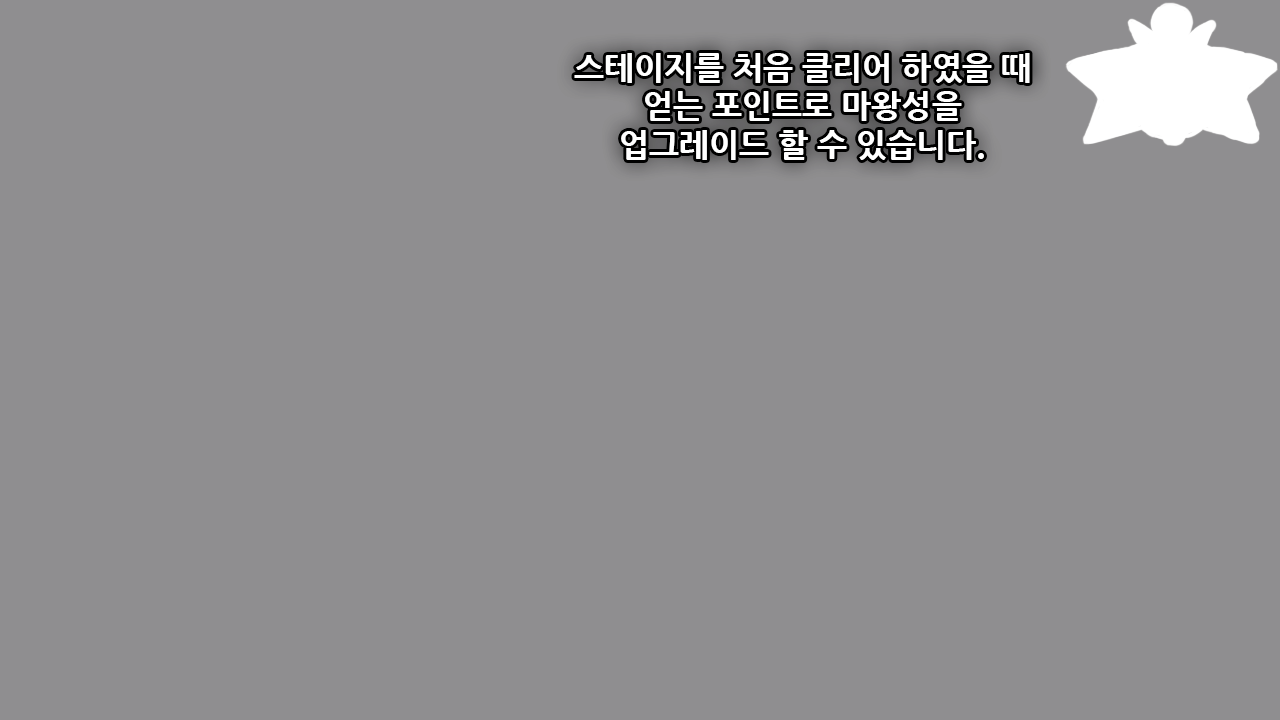 스테이지를 처음 클리어 하였을 때
얻는 포인트로 마왕성을
업그레이드 할 수 있습니다.